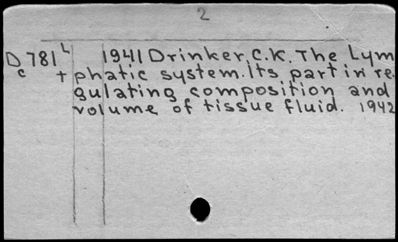 2
D 781 L 1941 Drinker, C.K. The Lym
c + phatic system. Its part in re
gulating composition and
volume of tissue fluid. 1942